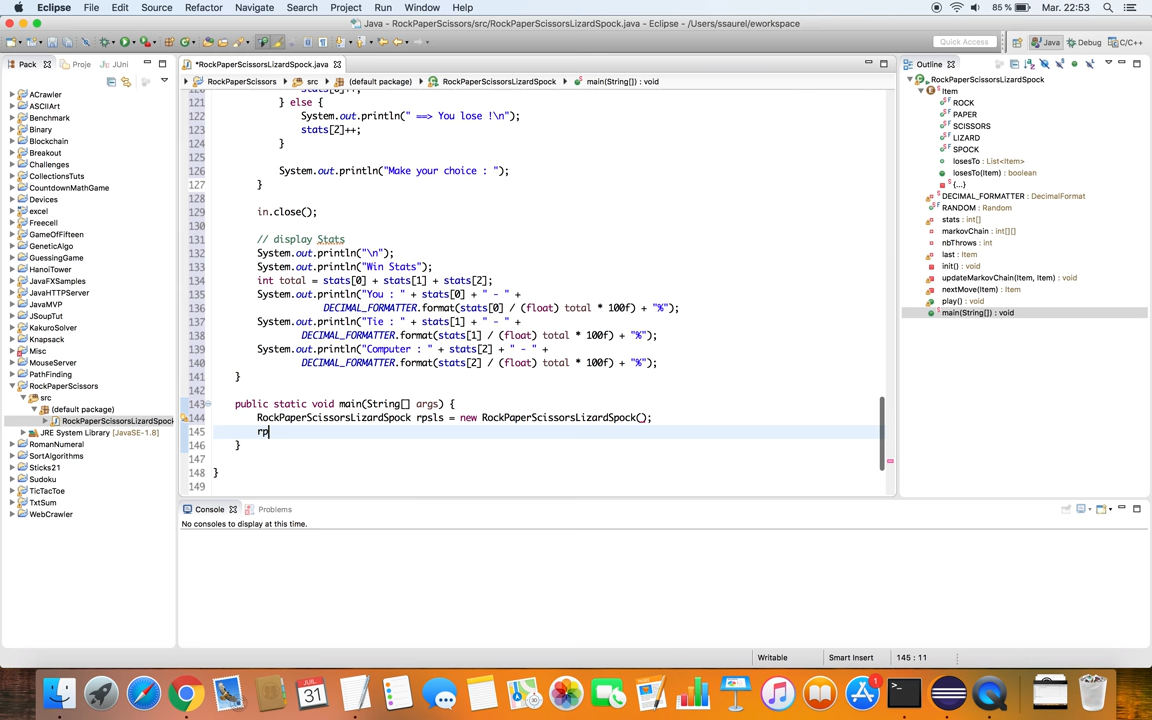 Eclipse File Edit Source Refactor Navigate Search Project Run Window Help 85 % Mar. 22:53
Java - RockPaperScissors/src/RockPaperScissorsLizardSpock.java - Eclipse - /Users/ssaurel/eworkspace
Quick Access Java Debug C/C++
Pack Proje JUni
*RockPaperScissorsLizardSpock.java
Outline
RockPaperScissors src (default package) RockPaperScissorsLizardSpock main(String[]) : void
ACrawler
ASCIIArt
Benchmark
Binary
Blockchain
Breakout
Challenges
CollectionsTuts
CountdownMathGame
Devices
excel
Freecell
GameOfFifteen
GeneticAlgo
GuessingGame
HanoiTower
JavaFXSamples
JavaHTTPServer
JavaMVP
JSoupTut
KakuroSolver
Knapsack
Misc
MouseServer
PathFinding
RockPaperScissors
src
(default package)
RockPaperScissorsLizardSpock
JRE System Library [JavaSE-1.8]
RomanNumeral
SortAlgorithms
Sticks21
Sudoku
TicTacToe
TxtSum
WebCrawler
120 stats[0]++;
121 } else {
122 System.out.println(" ==> You lose !\n");
123 stats[2]++;
124 }
125
126 System.out.println("Make your choice : ");
127 }
128
129 in.close();
130
131 // display Stats
132 System.out.println("\n");
133 System.out.println("Win Stats");
134 int total = stats[0] + stats[1] + stats[2];
135 System.out.println("You : " + stats[0] + " - " +
136 DECIMAL_FORMATTER.format(stats[0] / (float) total * 100f) + "%");
137 System.out.println("Tie : " + stats[1] + " - " +
138 DECIMAL_FORMATTER.format(stats[1] / (float) total * 100f) + "%");
139 System.out.println("Computer : " + stats[2] + " - " +
140 DECIMAL_FORMATTER.format(stats[2] / (float) total * 100f) + "%");
141 }
142
143 public static void main(String[] args) {
144 RockPaperScissorsLizardSpock rpsls = new RockPaperScissorsLizardSpock();
145 rp
146 }
147
148 }
149
RockPaperScissorsLizardSpock
Item
ROCK
PAPER
SCISSORS
LIZARD
SPOCK
losesTo : List<Item>
losesTo(Item) : boolean
{...}
DECIMAL_FORMATTER : DecimalFormat
RANDOM : Random
stats : int[]
markovChain : int[][]
nbThrows : int
last : Item
init() : void
updateMarkovChain(Item, Item) : void
nextMove(Item) : Item
play() : void
main(String[]) : void
Console Problems
No consoles to display at this time.
Writable Smart Insert 145 : 11
JUIL.
31
1